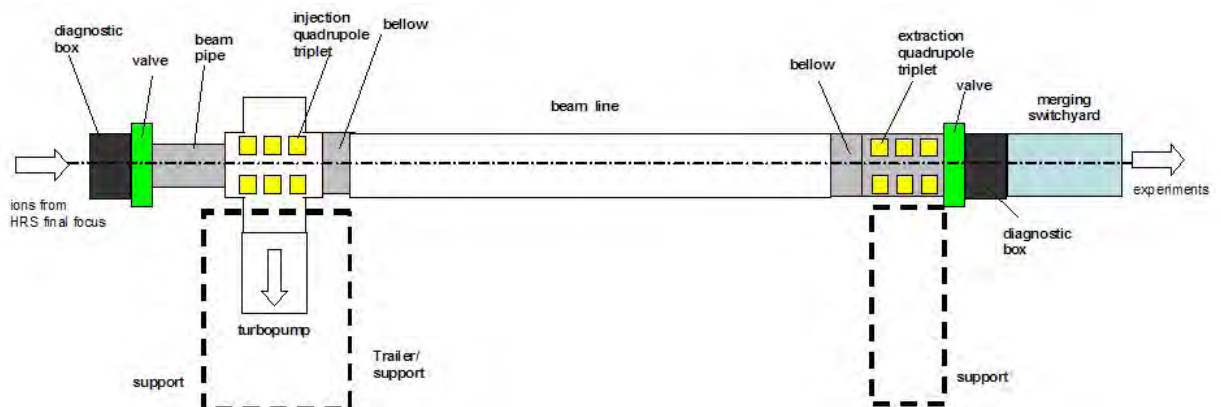 diagnostic
box
valve
beam
pipe
injection
quadrupole
triplet
bellow
beam line
bellow
extraction
quadrupole
triplet
valve
merging
switchyard
ions from
HRS final focus
experiments
diagnostic
box
turbopump
Trailer/
support
support
support